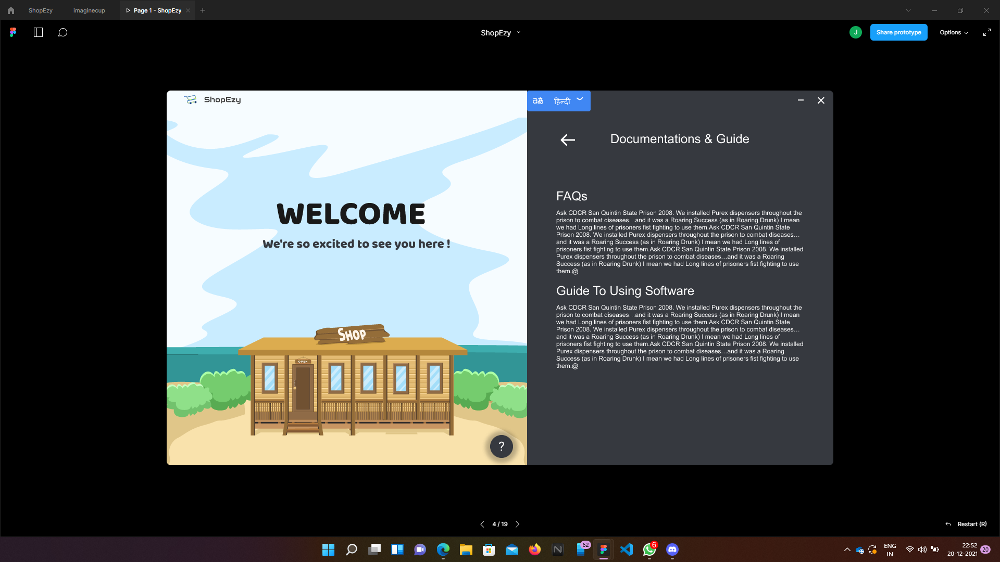 ShopEzy
imaginecup
Page 1 - ShopEzy
ShopEzy
J
Share prototype
Options
ShopEzy
WELCOME
We're so excited to see you here !
SHOP
OPEN
?
aあ हिन्दी
Documentations & Guide
FAQs
Ask CDCR San Quintin State Prison 2008. We installed Purex dispensers throughout the
prison to combat diseases…and it was a Roaring Success (as in Roaring Drunk) I mean
we had Long lines of prisoners fist fighting to use them.Ask CDCR San Quintin State
Prison 2008. We installed Purex dispensers throughout the prison to combat diseases…
and it was a Roaring Success (as in Roaring Drunk) I mean we had Long lines of
prisoners fist fighting to use them.Ask CDCR San Quintin State Prison 2008. We installed
Purex dispensers throughout the prison to combat diseases…and it was a Roaring
Success (as in Roaring Drunk) I mean we had Long lines of prisoners fist fighting to use
them.@
Guide To Using Software
Ask CDCR San Quintin State Prison 2008. We installed Purex dispensers throughout the
prison to combat diseases…and it was a Roaring Success (as in Roaring Drunk) I mean
we had Long lines of prisoners fist fighting to use them.Ask CDCR San Quintin State
Prison 2008. We installed Purex dispensers throughout the prison to combat diseases…
and it was a Roaring Success (as in Roaring Drunk) I mean we had Long lines of
prisoners fist fighting to use them.Ask CDCR San Quintin State Prison 2008. We installed
Purex dispensers throughout the prison to combat diseases…and it was a Roaring
Success (as in Roaring Drunk) I mean we had Long lines of prisoners fist fighting to use
them.@
4 / 19
Restart (R)
N
62
6
ENG
IN
22:52
20-12-2021
20